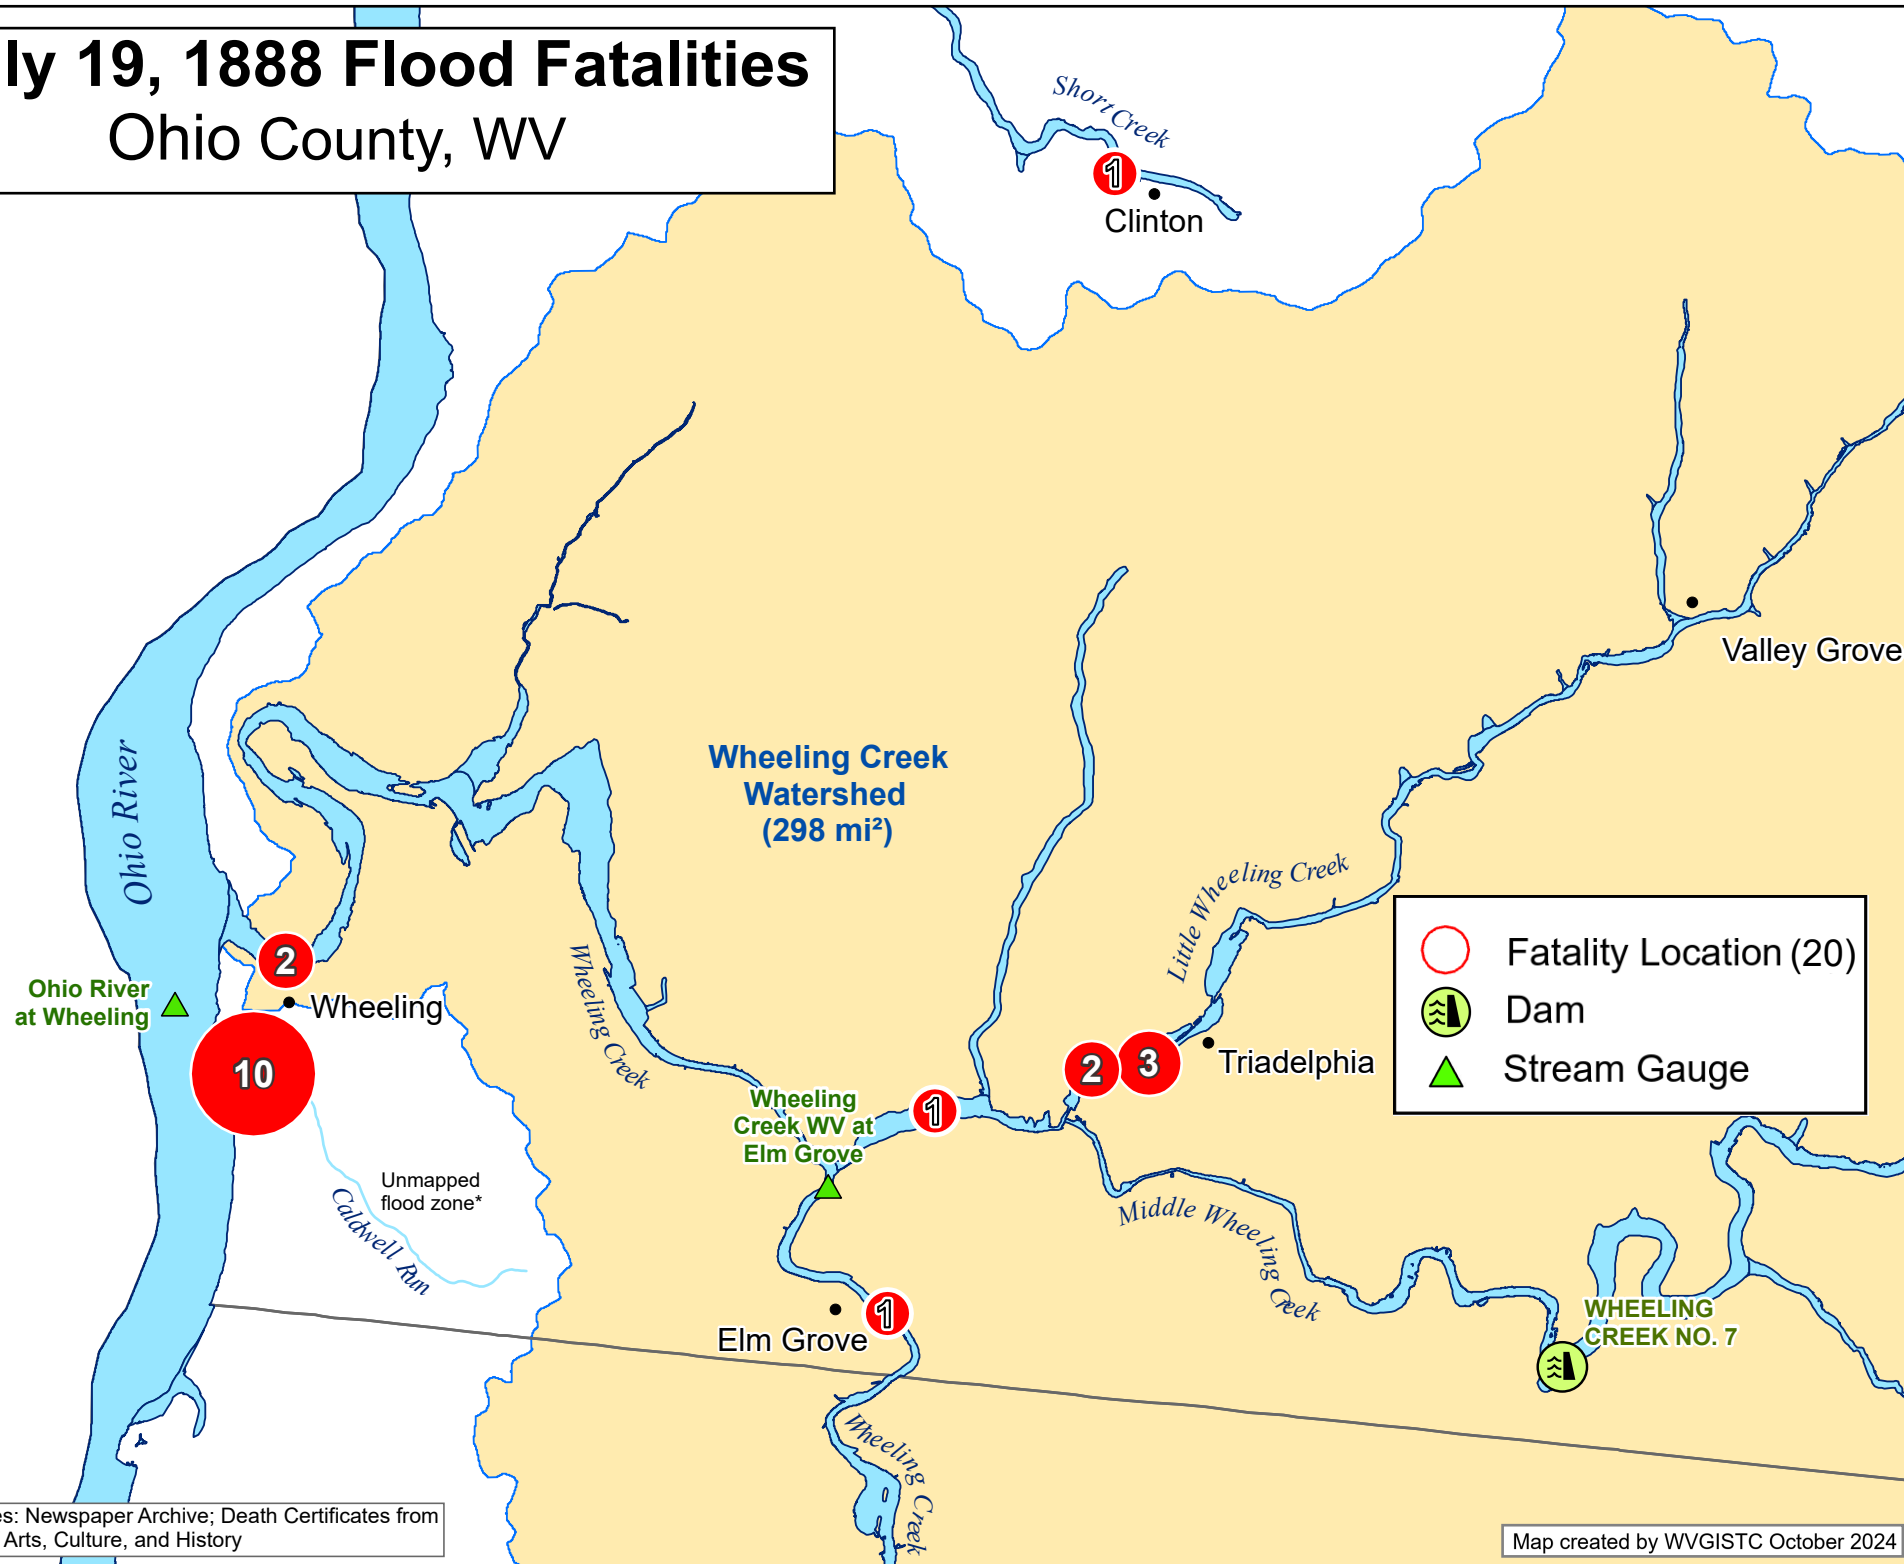 ly 19, 1888 Flood Fatalities
Ohio County, WV
Short Creek
1
Clinton
Valley Grove
Wheeling Creek
Watershed
(298 mi²)
Ohio River
Little Wheeling Creek
Fatality Location (20)
Dam
Stream Gauge
2
Wheeling
Ohio River
at Wheeling
10
Wheeling Creek
2
3
Triadelphia
Wheeling
Creek WV at
Elm Grove
1
Unmapped
flood zone*
Caldwell Run
Middle Wheeling Creek
1
Elm Grove
WHEELING
CREEK NO. 7
Wheeling Creek
es: Newspaper Archive; Death Certificates from
Arts, Culture, and History
Map created by WVGISTC October 2024